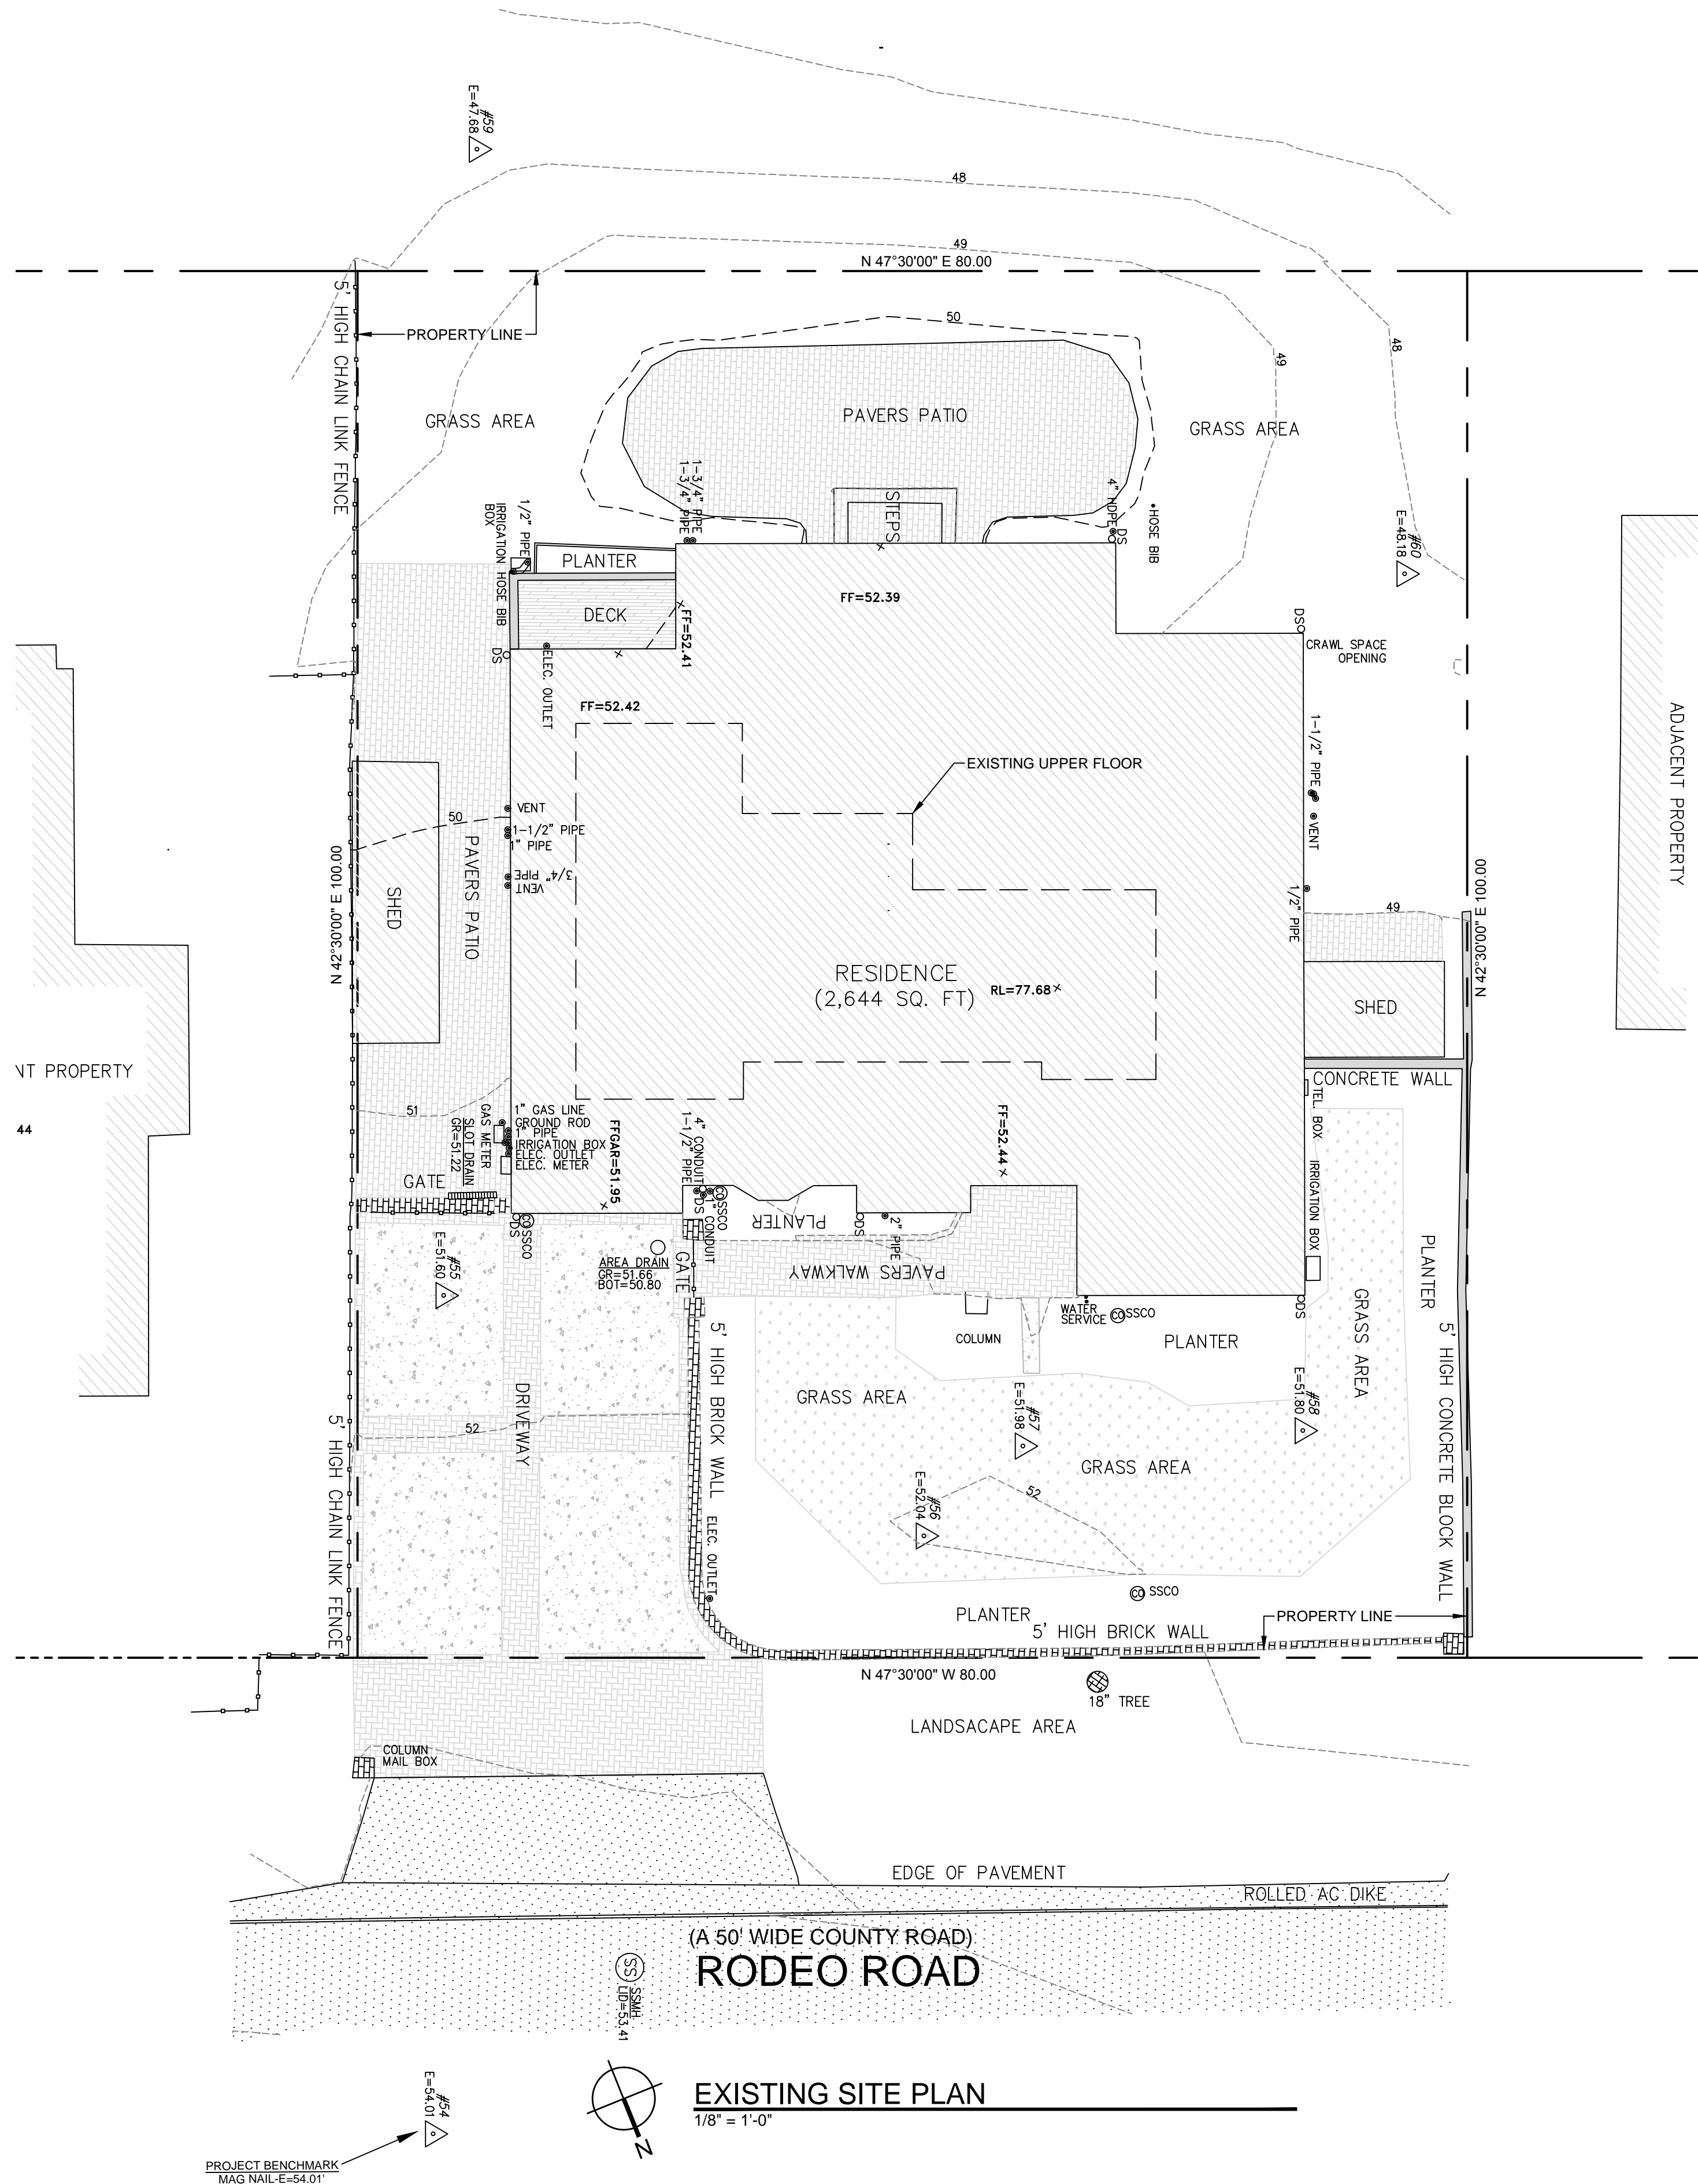 #59
E=47.68
48
49
N 47°30'00" E 80.00
PROPERTY LINE
50
49
48
5' HIGH CHAIN LINK FENCE
GRASS AREA
PAVERS PATIO
GRASS AREA
1-3/4" PIPE
1-3/4" PIPE
STEPS
4" HDPE
DS
HOSE BIB
#60
E=48.18
1/2" PIPE
IRRIGATION HOSE BIB
BOX
PLANTER
DECK
FF=52.39
FF=52.41
DS
CRAWL SPACE
OPENING
DS
ELEC. OUTLET
FF=52.42
EXISTING UPPER FLOOR
ADJACENT PROPERTY
1-1/2" PIPE
VENT
VENT
1-1/2" PIPE
1" PIPE
50
PAVERS PATIO
3/4" PIPE
VENT
N 42°30'00" E 100.00
SHED
1/2" PIPE
49
N 42°30'00" E 100.00
RESIDENCE
(2,644 SQ. FT)
RL=77.68
SHED
NT PROPERTY
44
CONCRETE WALL
51
GAS METER
SLOT DRAIN
GR=51.22
1" GAS LINE
GROUND ROD
1" PIPE
IRRIGATION BOX
ELEC. OUTLET
ELEC. METER
FFGAR=51.95
4" CONDUIT
1-1/2" PIPE
FF=52.44
TEL. BOX
IRRIGATION BOX
GATE
DS
CO
SSCO
DS
1" CONDUIT
CO
SSCO
PLANTER
DS
2" PIPE
#55
E=51.60
AREA DRAIN
GR=51.66
BOT=50.80
GATE
PAVERS WALKWAY
PLANTER
GRASS AREA
WATER
SERVICE
CO
SSCO
DS
COLUMN
PLANTER
5' HIGH BRICK WALL
5' HIGH CONCRETE BLOCK WALL
DRIVEWAY
GRASS AREA
#57
E=51.98
#58
E=51.80
52
5' HIGH CHAIN LINK FENCE
GRASS AREA
52
#56
E=52.04
ELEC. OUTLET
CO
SSCO
PLANTER
PROPERTY LINE
5' HIGH BRICK WALL
N 47°30'00" W 80.00
18" TREE
LANDSACAPE AREA
COLUMN
MAIL BOX
EDGE OF PAVEMENT
ROLLED AC DIKE
(A 50' WIDE COUNTY ROAD)
RODEO ROAD
SS
SSMH
LID=53.41
#54
E=54.01
N
EXISTING SITE PLAN
1/8" = 1'-0"
PROJECT BENCHMARK
MAG NAIL-E=54.01'